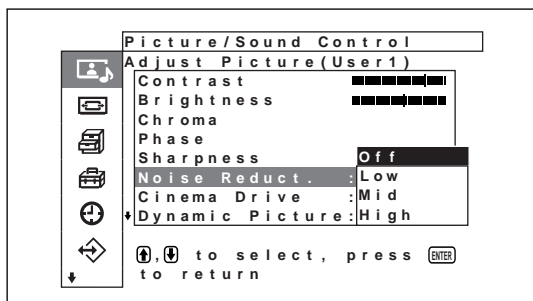 Picture/Sound Control
Adjust Picture(User1)
Contrast
Brightness
Chroma
Phase
Sharpness
Noise Reduct. :
Cinema Drive :
Dynamic Picture:
Off
Low
Mid
High
, to select, press ENTER
to return